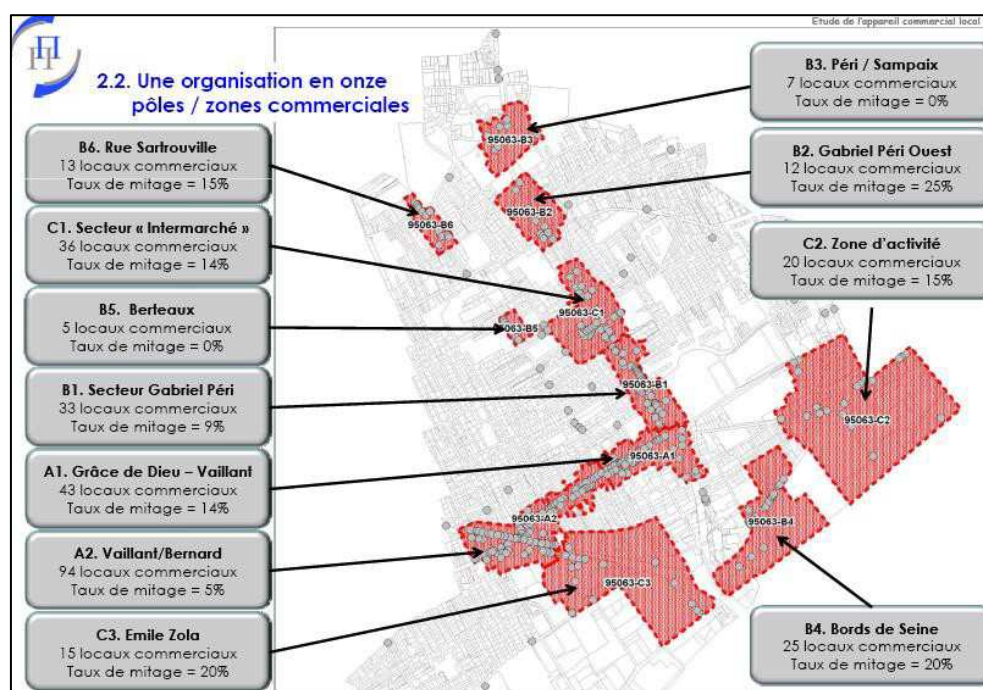 Etude de l'appareil commercial local
2.2. Une organisation en onze
pôles / zones commerciales
B6. Rue Sartrouville
13 locaux commerciaux
Taux de mitage = 15%
C1. Secteur « Intermarché »
36 locaux commerciaux
Taux de mitage = 14%
B5. Berteaux
5 locaux commerciaux
Taux de mitage = 0%
B1. Secteur Gabriel Péri
33 locaux commerciaux
Taux de mitage = 9%
A1. Grâce de Dieu – Vaillant
43 locaux commerciaux
Taux de mitage = 14%
A2. Vaillant/Bernard
94 locaux commerciaux
Taux de mitage = 5%
C3. Emile Zola
15 locaux commerciaux
Taux de mitage = 20%
95063-B3
95063-B2
95063-B6
95063-C1
95063-B5
95063-B1
95063-C2
95063-A1
95063-A2
95063-B4
95063-C3
B3. Péri / Sampaix
7 locaux commerciaux
Taux de mitage = 0%
B2. Gabriel Péri Ouest
12 locaux commerciaux
Taux de mitage = 25%
C2. Zone d'activité
20 locaux commerciaux
Taux de mitage = 15%
B4. Bords de Seine
25 locaux commerciaux
Taux de mitage = 20%